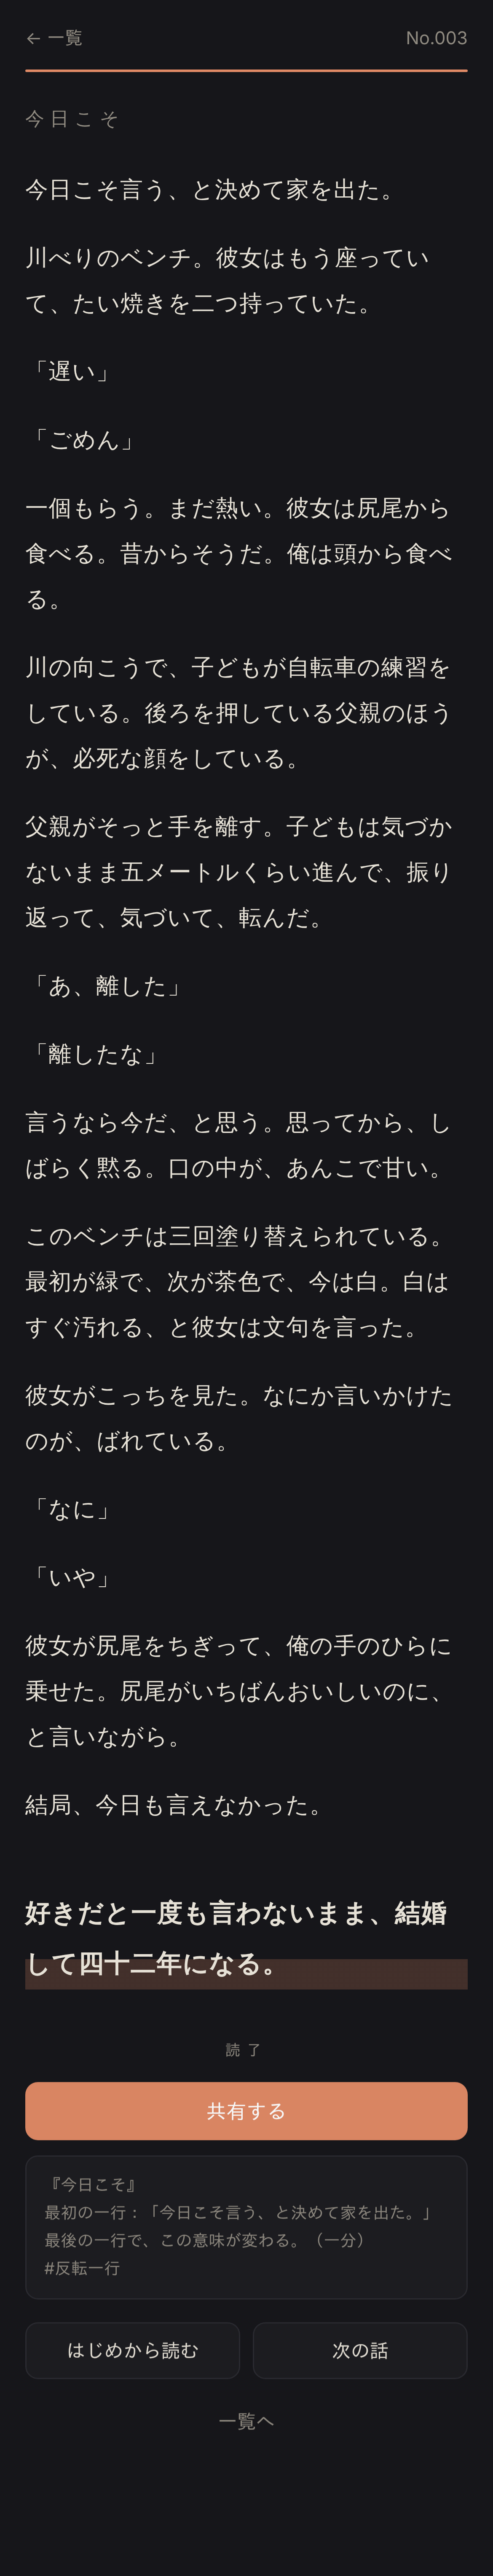 ← 一覧
No.003
今日こそ
今日こそ言う、と決めて家を出た。
川べりのベンチ。彼女はもう座ってい
て、たい焼きを二つ持っていた。
「遅い」
「ごめん」
一個もらう。まだ熱い。彼女は尻尾から
食べる。昔からそうだ。俺は頭から食べ
る。
川の向こうで、子どもが自転車の練習を
している。後ろを押している父親のほう
が、必死な顔をしている。
父親がそっと手を離す。子どもは気づか
ないまま五メートルくらい進んで、振り
返って、気づいて、転んだ。
「あ、離した」
「離したな」
言うなら今だ、と思う。思ってから、し
ばらく黙る。口の中が、あんこで甘い。
このベンチは三回塗り替えられている。
最初が緑で、次が茶色で、今は白。白は
すぐ汚れる、と彼女は文句を言った。
彼女がこっちを見た。なにか言いかけた
のが、ばれている。
「なに」
「いや」
彼女が尻尾をちぎって、俺の手のひらに
乗せた。尻尾がいちばんおいしいのに、
と言いながら。
結局、今日も言えなかった。
好きだと一度も言わないまま、結婚
して四十二年になる。
読了
共有する
『今日こそ』
最初の一行：「今日こそ言う、と決めて家を出た。」
最後の一行で、この意味が変わる。（一分）
#反転一行
はじめから読む
次の話
一覧へ